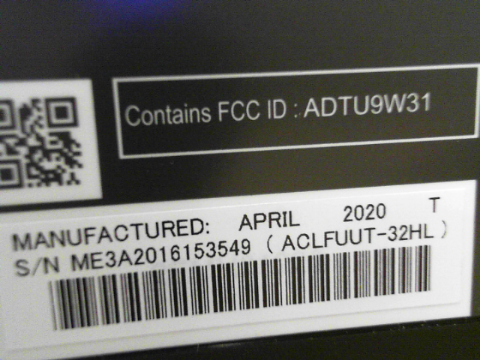 Contains FCC ID : ADTU9W31
MANUFACTURED: APRIL 2020 T
S/N ME3A2016153549 ( ACLFUUT-32HL )